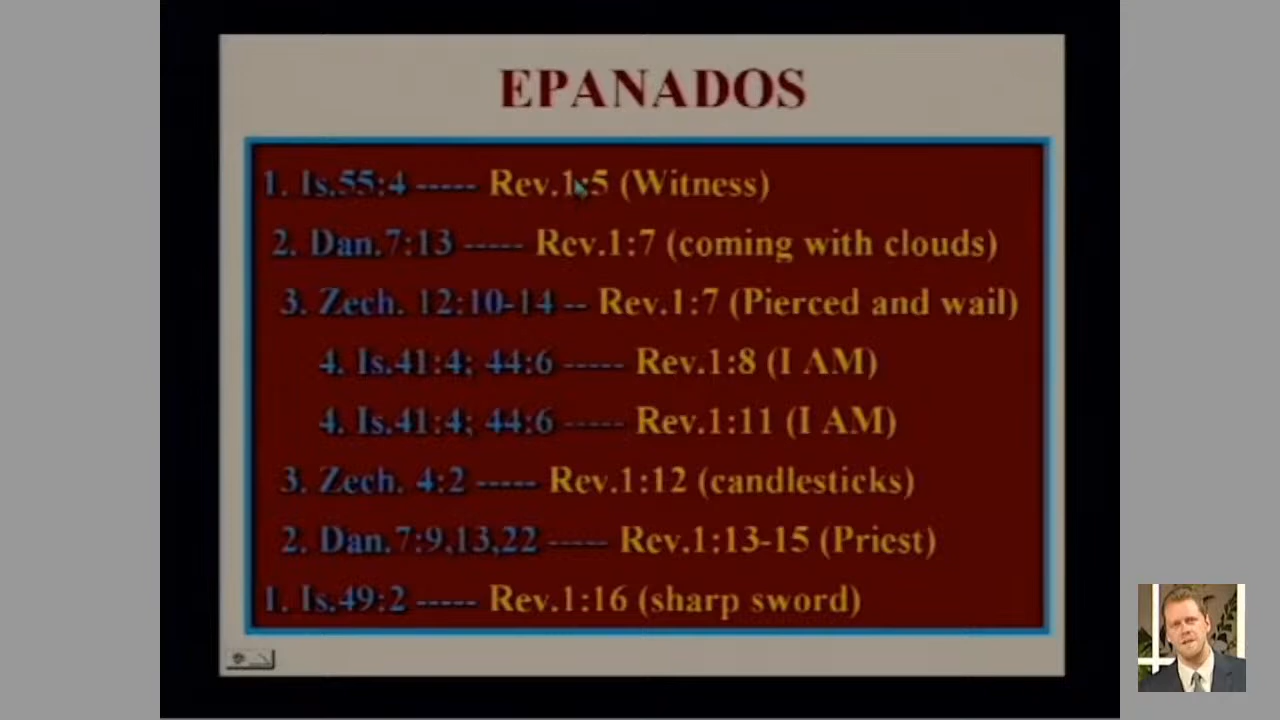 EPANADOS
1. Is.55:4 ----- Rev.1:5 (Witness)
2. Dan.7:13 ----- Rev.1:7 (coming with clouds)
3. Zech. 12:10-14 -- Rev.1:7 (Pierced and wail)
4. Is.41:4; 44:6 ----- Rev.1:8 (I AM)
4. Is.41:4; 44:6 ----- Rev.1:11 (I AM)
3. Zech. 4:2 ----- Rev.1:12 (candlesticks)
2. Dan.7:9,13,22 ----- Rev.1:13-15 (Priest)
1. Is.49:2 ----- Rev.1:16 (sharp sword)